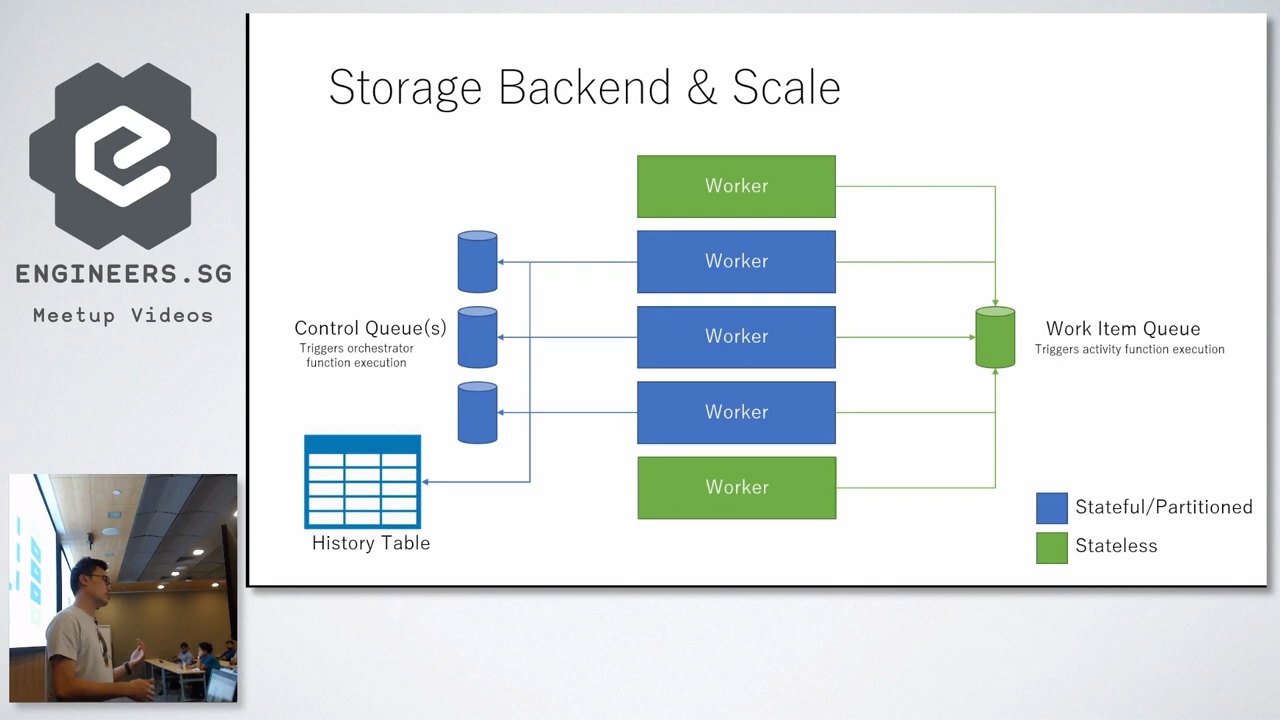 ENGINEERS.SG
Meetup Videos
Storage Backend & Scale
Worker
Worker
Worker
Worker
Worker
Control Queue(s)
Triggers orchestrator
function execution
History Table
Work Item Queue
Triggers activity function execution
Stateful/Partitioned
Stateless